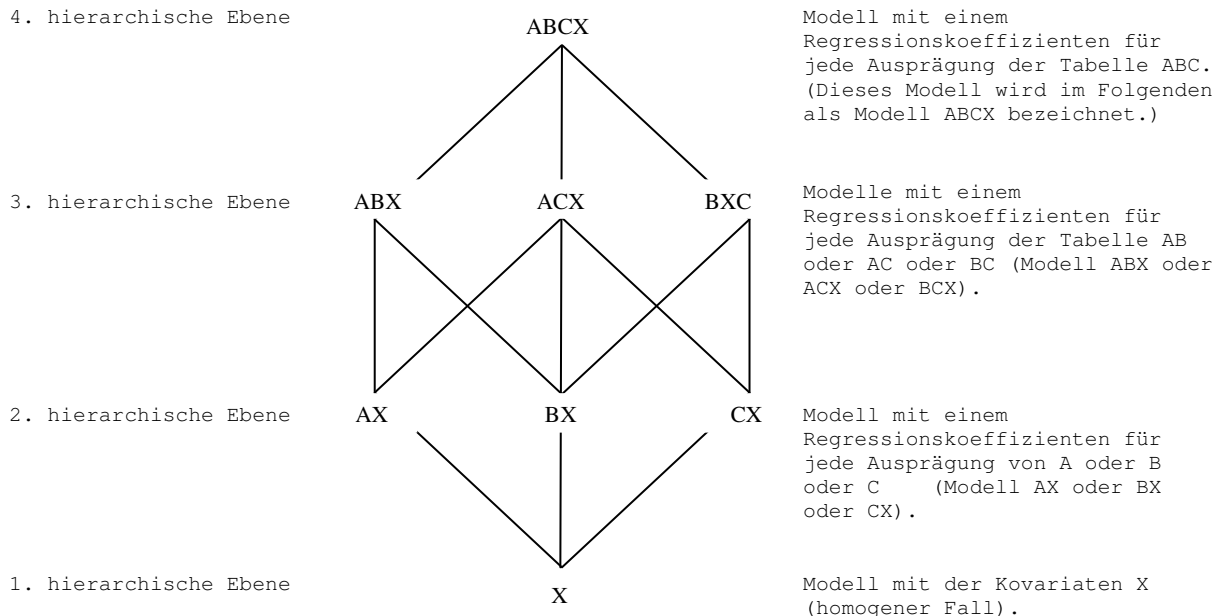 4. hierarchische Ebene
ABCX
Modell mit einem
Regressionskoeffizienten für
jede Ausprägung der Tabelle ABC.
(Dieses Modell wird im Folgenden
als Modell ABCX bezeichnet.)
3. hierarchische Ebene
ABX
ACX
BXC
Modelle mit einem
Regressionskoeffizienten für
jede Ausprägung der Tabelle AB
oder AC oder BC (Modell ABX oder
ACX oder BCX).
2. hierarchische Ebene
AX
BX
CX
Modell mit einem
Regressionskoeffizienten für
jede Ausprägung von A oder B
oder C    (Modell AX oder BX
oder CX).
1. hierarchische Ebene
X
Modell mit der Kovariaten X
(homogener Fall).